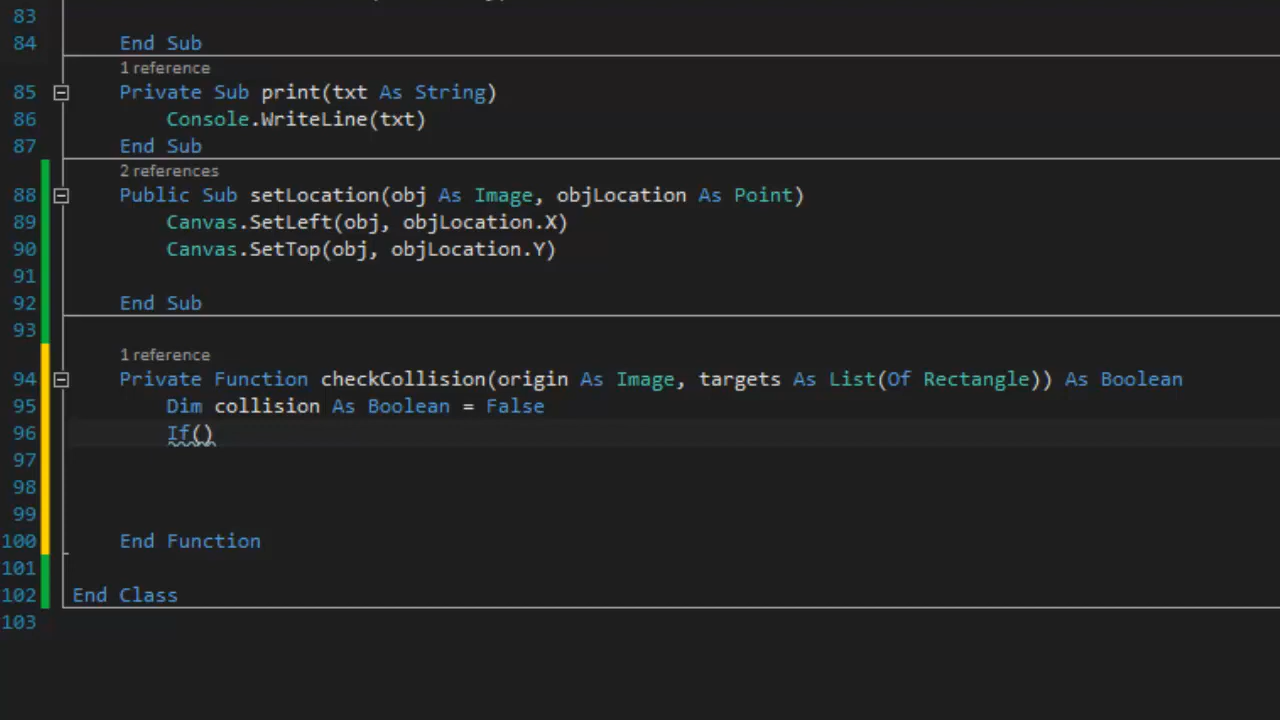 83
84 End Sub
1 reference
85 Private Sub print(txt As String)
86 Console.WriteLine(txt)
87 End Sub
2 references
88 Public Sub setLocation(obj As Image, objLocation As Point)
89 Canvas.SetLeft(obj, objLocation.X)
90 Canvas.SetTop(obj, objLocation.Y)
91
92 End Sub
93
1 reference
94 Private Function checkCollision(origin As Image, targets As List(Of Rectangle)) As Boolean
95 Dim collision As Boolean = False
96 If()
97
98
99
100 End Function
101
102 End Class
103